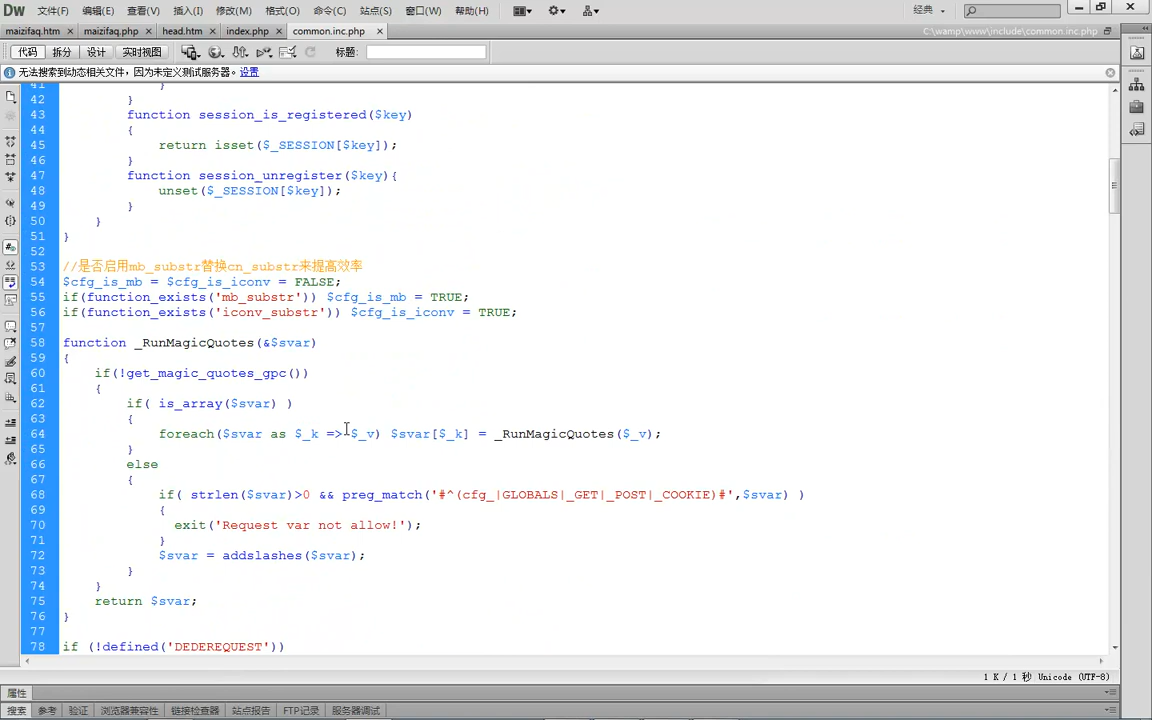 Dw 文件(F) 编辑(E) 查看(V) 插入(I) 修改(M) 格式(O) 命令(C) 站点(S) 窗口(W) 帮助(H) 经典
maizifaq.htm × maizifaq.php × head.htm × index.php × common.inc.php × C:\wamp\www\include\common.inc.php
代码 拆分 设计 实时视图 标题:
无法搜索到动态相关文件，因为未定义测试服务器。 设置
41 }
42 }
43 function session_is_registered($key)
44 {
45 return isset($_SESSION[$key]);
46 }
47 function session_unregister($key){
48 unset($_SESSION[$key]);
49 }
50 }
51 }
52
53 //是否启用mb_substr替换cn_substr来提高效率
54 $cfg_is_mb = $cfg_is_iconv = FALSE;
55 if(function_exists('mb_substr')) $cfg_is_mb = TRUE;
56 if(function_exists('iconv_substr')) $cfg_is_iconv = TRUE;
57
58 function _RunMagicQuotes(&$svar)
59 {
60 if(!get_magic_quotes_gpc())
61 {
62 if( is_array($svar) )
63 {
64 foreach($svar as $_k => $_v) $svar[$_k] = _RunMagicQuotes($_v);
65 }
66 else
67 {
68 if( strlen($svar)>0 && preg_match('#^(cfg_|GLOBALS|_GET|_POST|_COOKIE)#',$svar) )
69 {
70 exit('Request var not allow!');
71 }
72 $svar = addslashes($svar);
73 }
74 }
75 return $svar;
76 }
77
78 if (!defined('DEDEREQUEST'))
1 K / 1 秒 Unicode (UTF-8)
属性
搜索 参考 验证 浏览器兼容性 链接检查器 站点报告 FTP记录 服务器调试